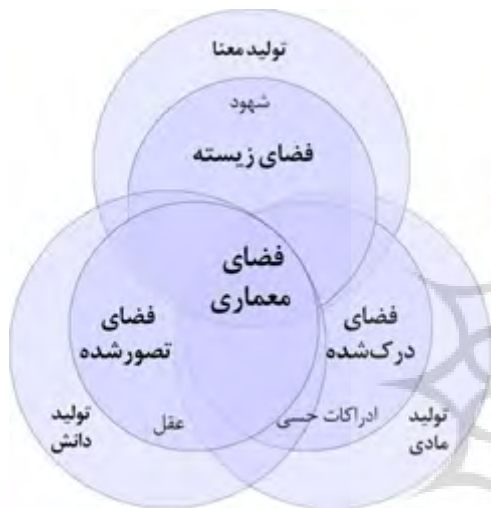 تولید معنا
شهود
فضای زیسته
فضای
معماری
فضای
درک‌شده
فضای
تصورشده
ادراکات حسی
عقل
تولید
مادی
تولید
دانش